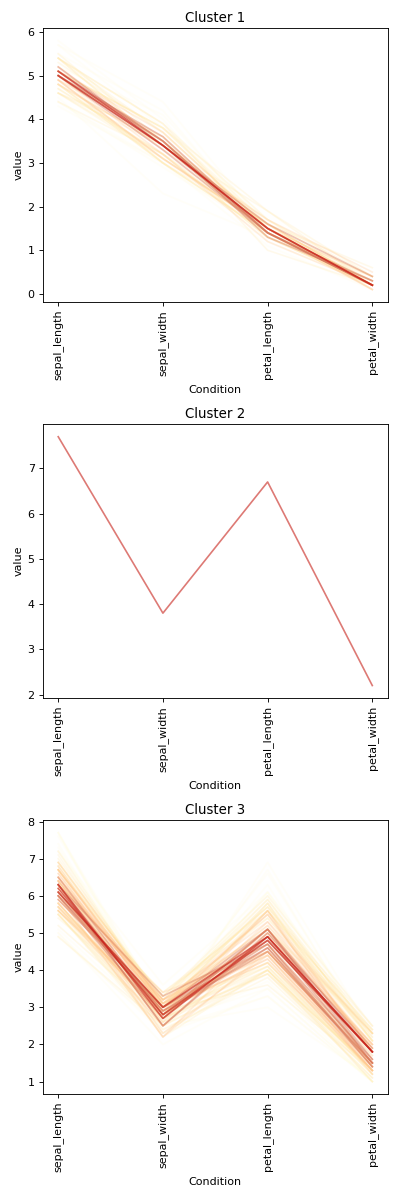 Cluster 1
6
5
4
3
2
1
0
value
sepal_length
sepal_width
petal_length
petal_width
Condition
Cluster 2
7
6
5
4
3
2
value
sepal_length
sepal_width
petal_length
petal_width
Condition
Cluster 3
8
7
6
5
4
3
2
1
value
sepal_length
sepal_width
petal_length
petal_width
Condition